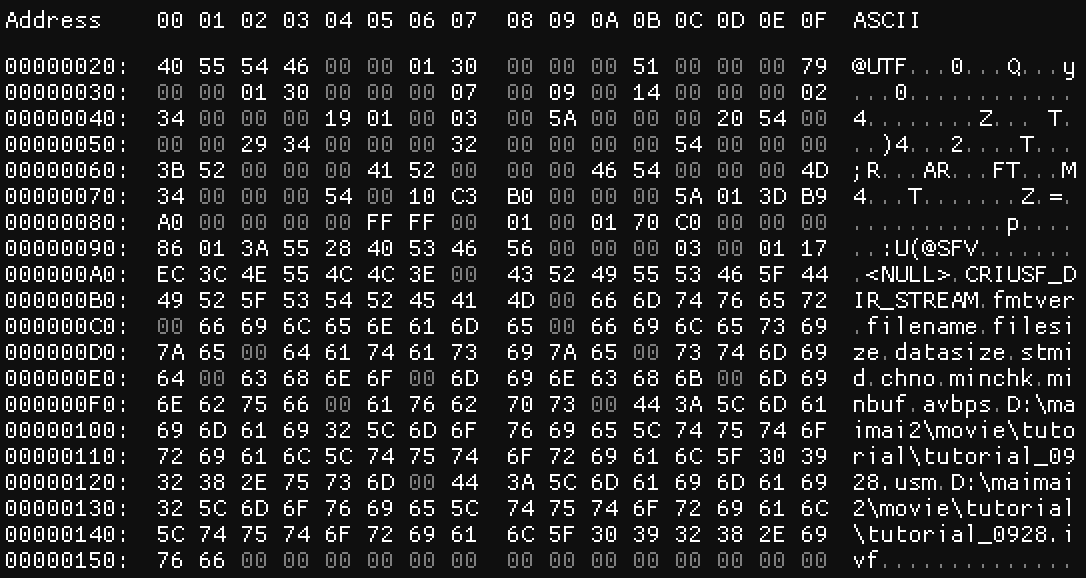 Address 00 01 02 03 04 05 06 07 08 09 0A 0B 0C 0D 0E 0F ASCII
00000020: 40 55 54 46 00 00 01 30 00 00 00 51 00 00 00 79 @UTF...0...Q...y
00000030: 00 00 01 30 00 00 00 07 00 09 00 14 00 00 00 02 ...0............
00000040: 34 00 00 00 19 01 00 03 00 5A 00 00 00 20 54 00 4........Z... T.
00000050: 00 00 29 34 00 00 00 32 00 00 00 00 54 00 00 00 ..)4...2....T...
00000060: 3B 52 00 00 00 41 52 00 00 00 46 54 00 00 00 4D ;R...AR...FT...M
00000070: 34 00 00 00 54 00 10 C3 B0 00 00 00 5A 01 3D B9 4...T.......Z.=.
00000080: A0 00 00 00 00 FF FF 00 01 00 01 70 C0 00 00 00 ...........p....
00000090: 86 01 3A 55 28 40 53 46 56 00 00 00 03 00 01 17 ..:U(@SFV.......
000000A0: EC 3C 4E 55 4C 4C 3E 00 43 52 49 55 53 46 5F 44 .<NULL>.CRIUSF_D
000000B0: 49 52 5F 53 54 52 45 41 4D 00 66 6D 74 76 65 72 IR_STREAM.fmtver
000000C0: 00 66 69 6C 65 6E 61 6D 65 00 66 69 6C 65 73 69 .filename.filesi
000000D0: 7A 65 00 64 61 74 61 73 69 7A 65 00 73 74 6D 69 ze.datasize.stmi
000000E0: 64 00 63 68 6E 6F 00 6D 69 6E 63 68 6B 00 6D 69 d.chno.minchk.mi
000000F0: 6E 62 75 66 00 61 76 62 70 73 00 44 3A 5C 6D 61 nbuf.avbps.D:\ma
00000100: 69 6D 61 69 32 5C 6D 6F 76 69 65 5C 74 75 74 6F imai2\movie\tuto
00000110: 72 69 61 6C 5C 74 75 74 6F 72 69 61 6C 5F 30 39 rial\tutorial_09
00000120: 32 38 2E 75 73 6D 00 44 3A 5C 6D 61 69 6D 61 69 28.usm.D:\maimai
00000130: 32 5C 6D 6F 76 69 65 5C 74 75 74 6F 72 69 61 6C 2\movie\tutorial
00000140: 5C 74 75 74 6F 72 69 61 6C 5F 30 39 32 38 2E 69 \tutorial_0928.i
00000150: 76 66 00 00 00 00 00 00 00 00 00 00 00 00 00 00 vf..............